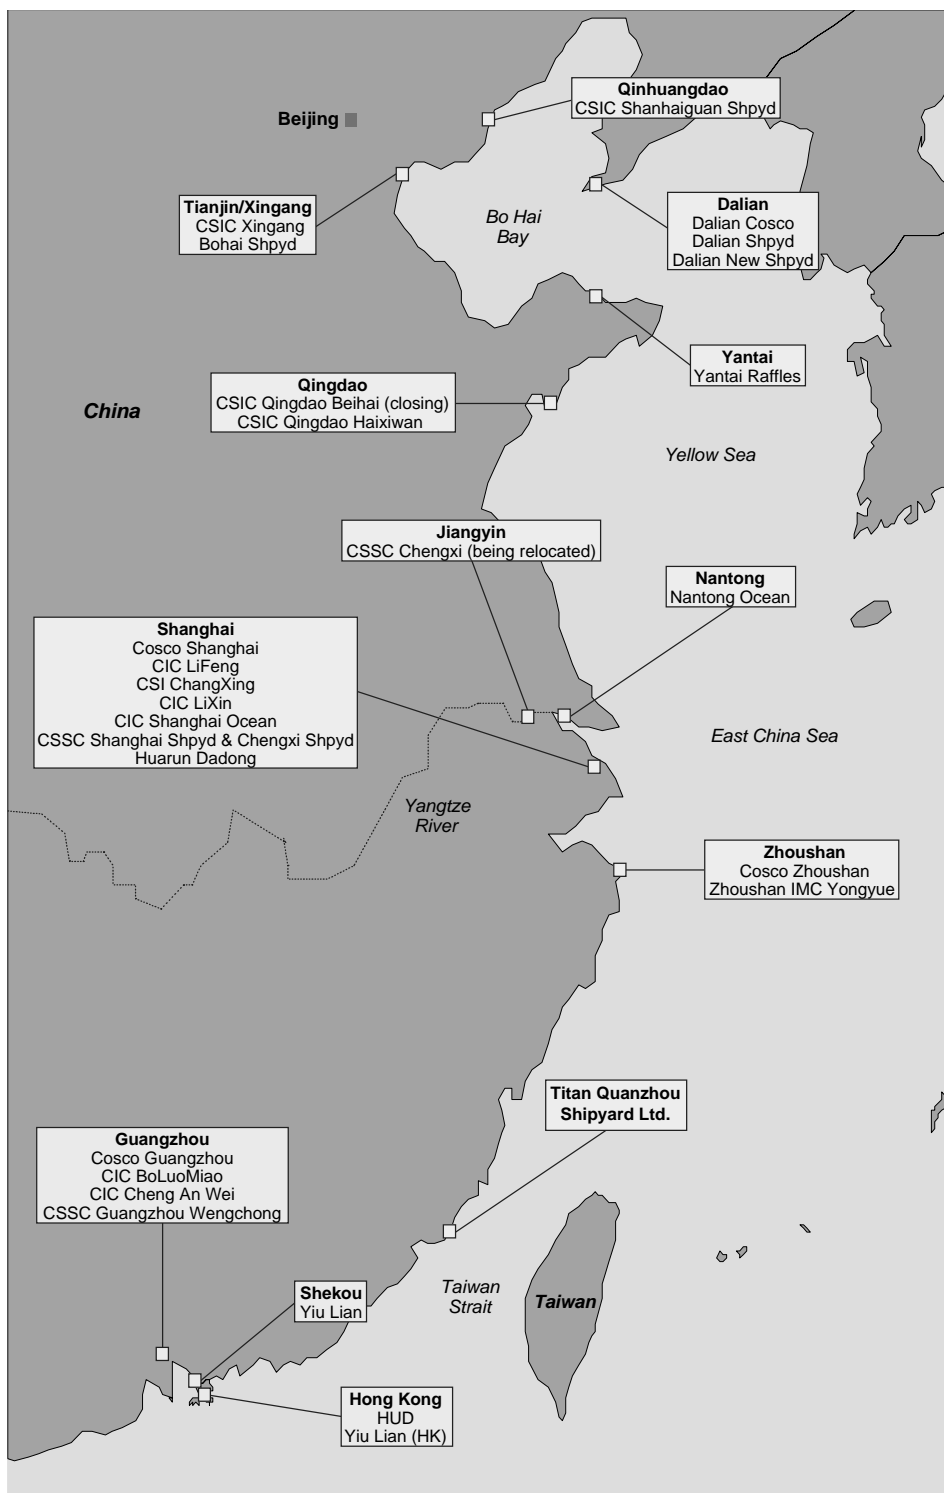 Qinhuangdao
CSIC Shanhaiguan Shpyd
Beijing
Tianjin/Xingang
CSIC Xingang
Bohai Shpyd
Bo Hai
Bay
Dalian
Dalian Cosco
Dalian Shpyd
Dalian New Shpyd
Yantai
Yantai Raffles
Qingdao
CSIC Qingdao Beihai (closing)
CSIC Qingdao Haixiwan
China
Yellow Sea
Jiangyin
CSSC Chengxi (being relocated)
Nantong
Nantong Ocean
Shanghai
Cosco Shanghai
CIC LiFeng
CSI ChangXing
CIC LiXin
CIC Shanghai Ocean
CSSC Shanghai Shpyd & Chengxi Shpyd
Huarun Dadong
East China Sea
Yangtze
River
Zhoushan
Cosco Zhoushan
Zhoushan IMC Yongyue
Titan Quanzhou
Shipyard Ltd.
Guangzhou
Cosco Guangzhou
CIC BoLuoMiao
CIC Cheng An Wei
CSSC Guangzhou Wengchong
Shekou
Yiu Lian
Taiwan
Strait
Taiwan
Hong Kong
HUD
Yiu Lian (HK)